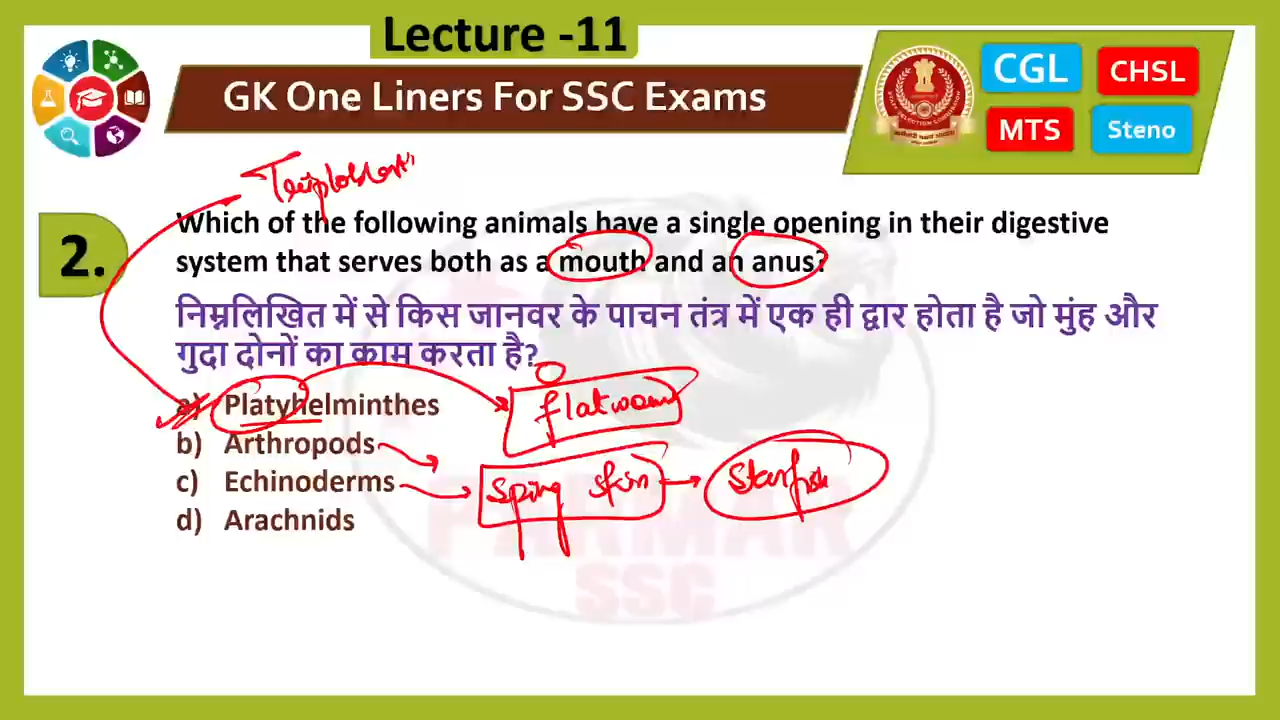 Lecture -11
GK One Liners For SSC Exams
CGL
CHSL
MTS
Steno
2.
Which of the following animals have a single opening in their digestive
system that serves both as a mouth and an anus?
निम्नलिखित में से किस जानवर के पाचन तंत्र में एक ही द्वार होता है जो मुंह और
गुदा दोनों का काम करता है?
a) Platyhelminthes
flatworm
b) Arthropods
c) Echinoderms
skin
Starfish
d) Arachnids
PARMAR
SSC